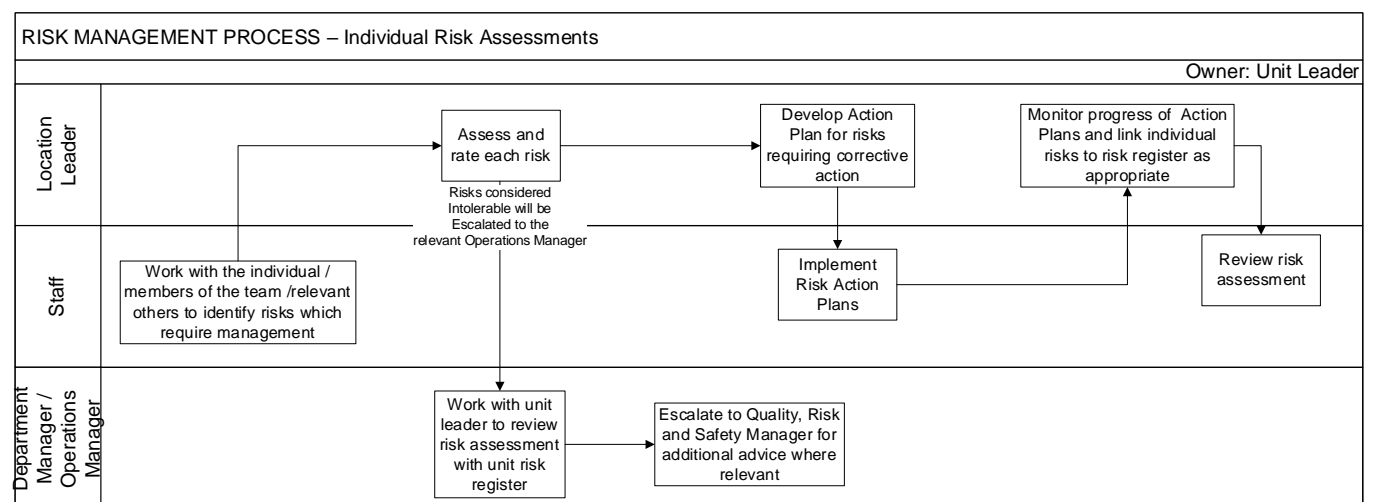 RISK MANAGEMENT PROCESS – Individual Risk Assessments
Owner: Unit Leader
Location
Leader
Assess and
rate each risk
Develop Action
Plan for risks
requiring corrective
action
Monitor progress of Action
Plans and link individual
risks to risk register as
appropriate
Risks considered
Intolerable will be
Escalated to the
relevant Operations Manager
Staff
Work with the individual /
members of the team /relevant
others to identify risks which
require management
Implement
Risk Action
Plans
Review risk
assessment
Department
Manager /
Operations
Manager
Work with unit
leader to review
risk assessment
with unit risk
register
Escalate to Quality, Risk
and Safety Manager for
additional advice where
relevant